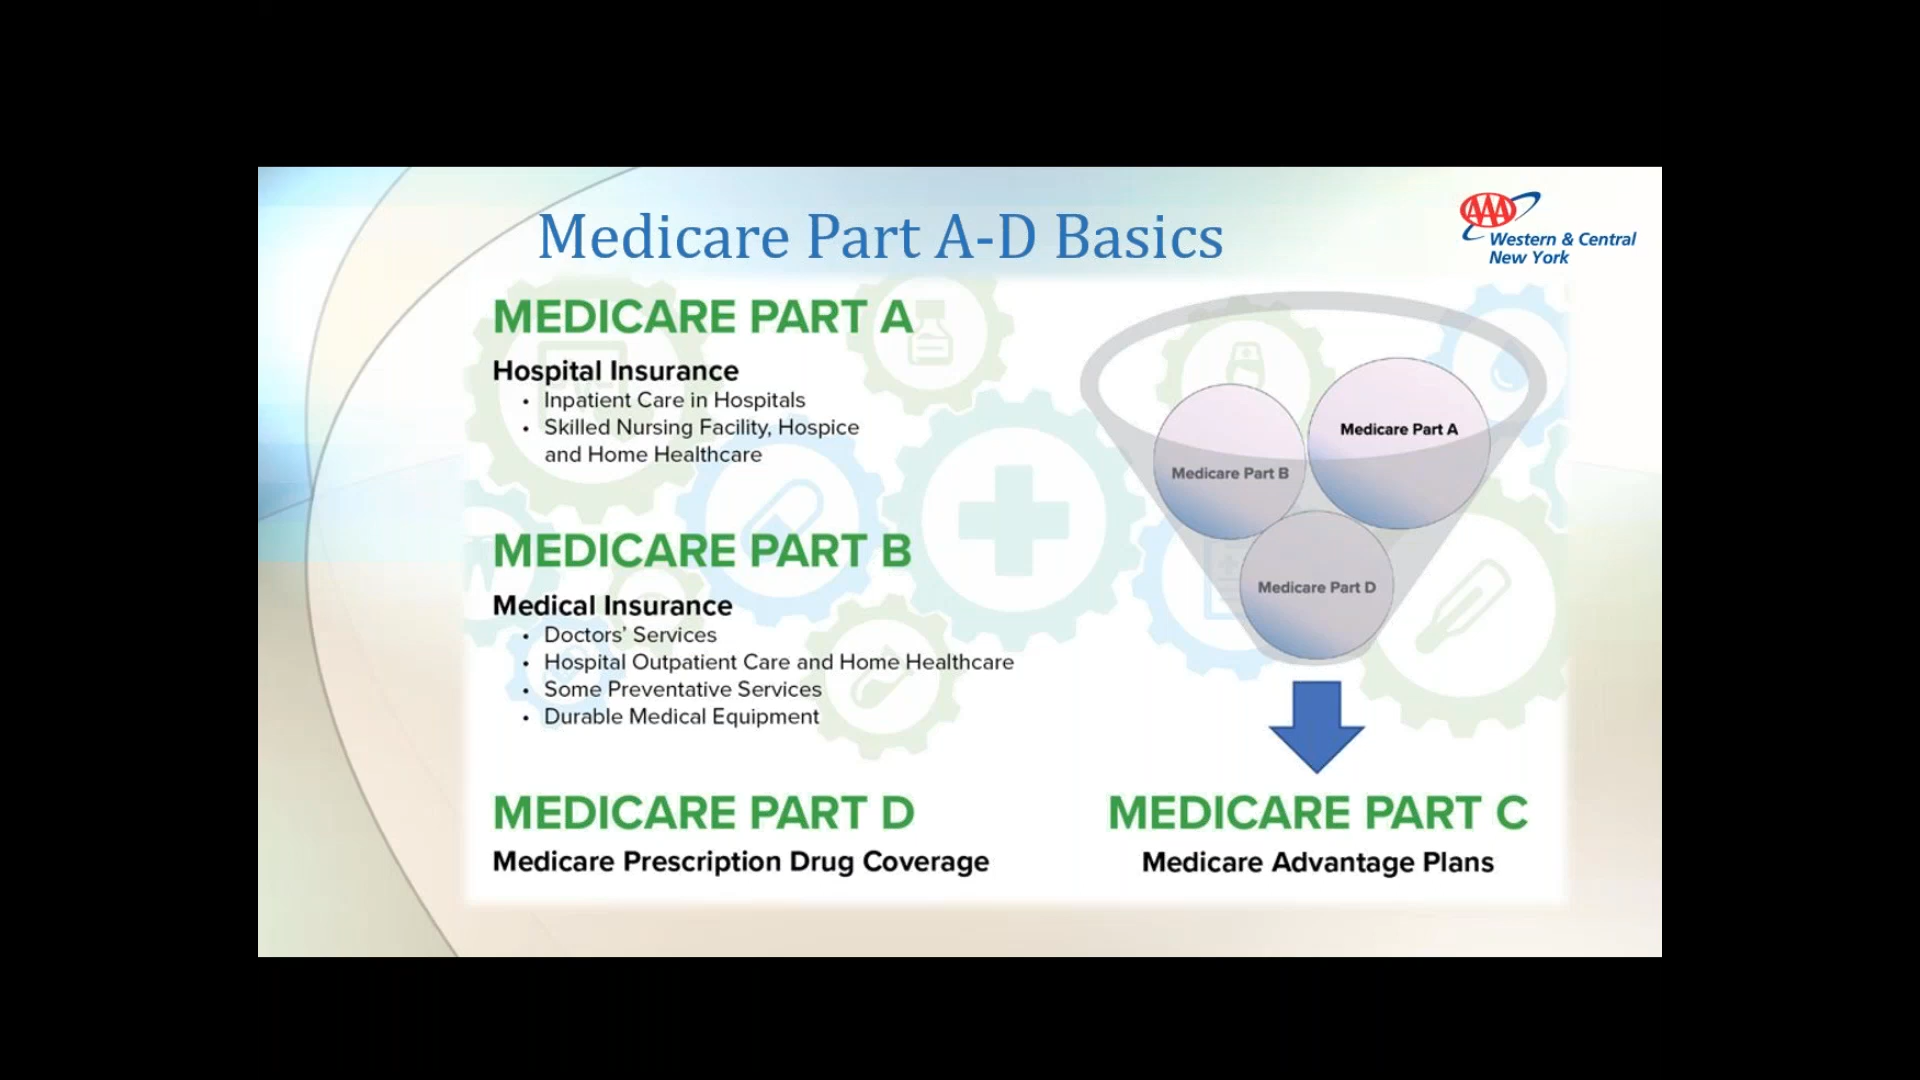 Medicare Part A-D Basics
AAA
Western & Central
New York
MEDICARE PART A
Hospital Insurance
• Inpatient Care in Hospitals
• Skilled Nursing Facility, Hospice
and Home Healthcare
MEDICARE PART B
Medical Insurance
• Doctors’ Services
• Hospital Outpatient Care and Home Healthcare
• Some Preventative Services
• Durable Medical Equipment
MEDICARE PART D
Medicare Prescription Drug Coverage
Medicare Part A
Medicare Part B
Medicare Part D
MEDICARE PART C
Medicare Advantage Plans